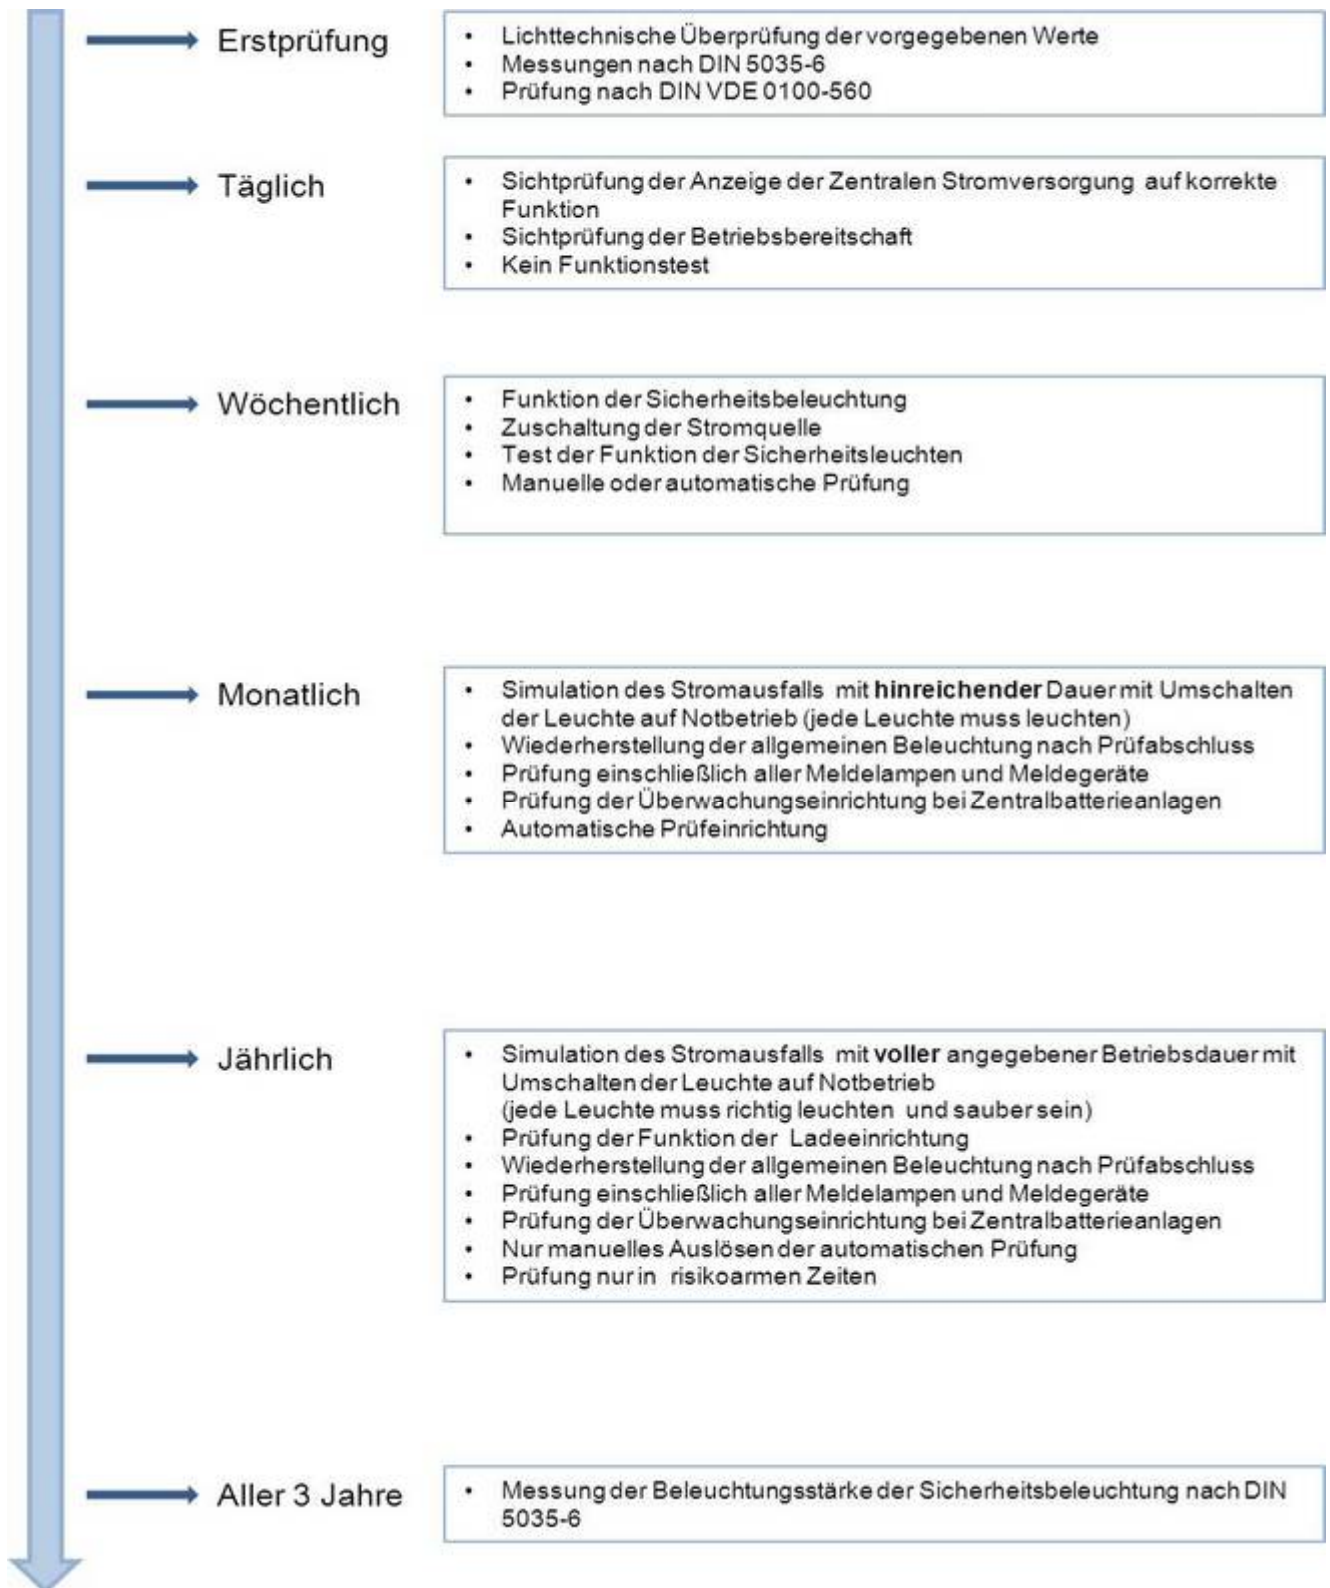 Erstprüfung
• Lichttechnische Überprüfung der vorgegebenen Werte
• Messungen nach DIN 5035-6
• Prüfung nach DIN VDE 0100-560
Täglich
• Sichtprüfung der Anzeige der Zentralen Stromversorgung auf korrekte
Funktion
• Sichtprüfung der Betriebsbereitschaft
• Kein Funktionstest
Wöchentlich
• Funktion der Sicherheitsbeleuchtung
• Zuschaltung der Stromquelle
• Test der Funktion der Sicherheitsleuchten
• Manuelle oder automatische Prüfung
Monatlich
• Simulation des Stromausfalls mit hinreichender Dauer mit Umschalten
der Leuchte auf Notbetrieb (jede Leuchte muss leuchten)
• Wiederherstellung der allgemeinen Beleuchtung nach Prüfabschluss
• Prüfung einschließlich aller Meldelampen und Meldegeräte
• Prüfung der Überwachungseinrichtung bei Zentralbatterieanlagen
• Automatische Prüfeinrichtung
Jährlich
• Simulation des Stromausfalls mit voller angegebener Betriebsdauer mit
Umschalten der Leuchte auf Notbetrieb
(jede Leuchte muss richtig leuchten und sauber sein)
• Prüfung der Funktion der Ladeeinrichtung
• Wiederherstellung der allgemeinen Beleuchtung nach Prüfabschluss
• Prüfung einschließlich aller Meldelampen und Meldegeräte
• Prüfung der Überwachungseinrichtung bei Zentralbatterieanlagen
• Nur manuelles Auslösen der automatischen Prüfung
• Prüfung nur in risikoarmen Zeiten
Aller 3 Jahre
• Messung der Beleuchtungsstärke der Sicherheitsbeleuchtung nach DIN
5035-6